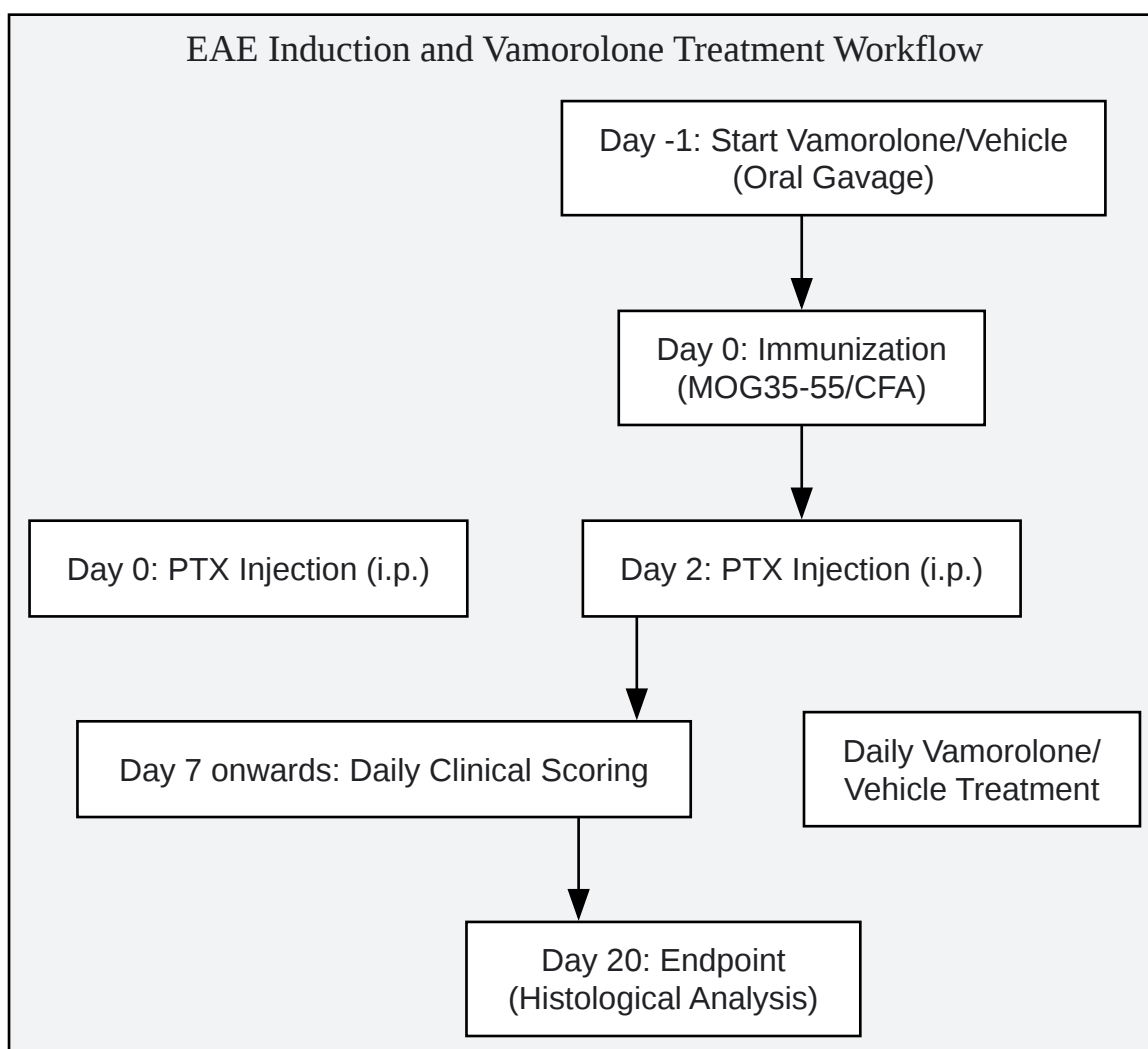 EAE Induction and Vamorolone Treatment Workflow
Day -1: Start Vamorolone/Vehicle
(Oral Gavage)
Day 0: Immunization
(MOG35-55/CFA)
Day 0: PTX Injection (i.p.)
Day 2: PTX Injection (i.p.)
Day 7 onwards: Daily Clinical Scoring
Daily Vamorolone/
Vehicle Treatment
Day 20: Endpoint
(Histological Analysis)